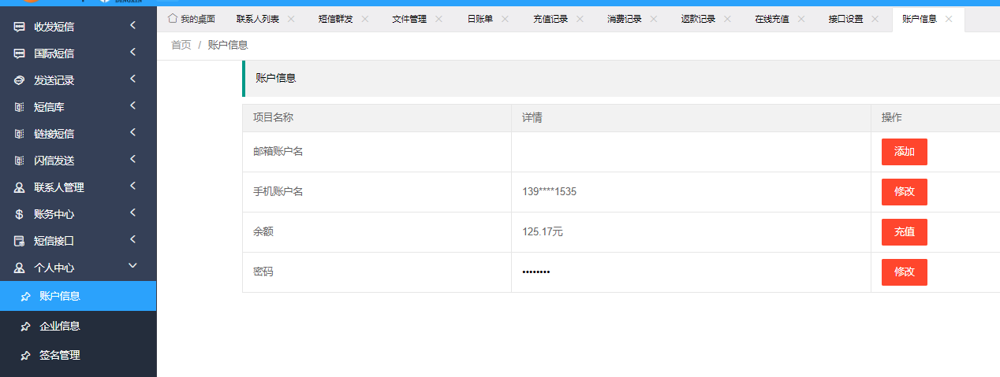 DINGXIN
我的桌面 联系人列表 短信群发 文件管理 日账单 充值记录 消费记录 返款记录 在线充值 接口设置 账户信息
首页 / 账户信息
收发短信
国际短信
发送记录
短信库
链接短信
闪信发送
联系人管理
账务中心
短信接口
个人中心
账户信息
企业信息
签名管理
账户信息
项目名称 详情 操作
邮箱账户名 添加
手机账户名 139****1535 修改
余额 125.17元 充值
密码 •••••••• 修改